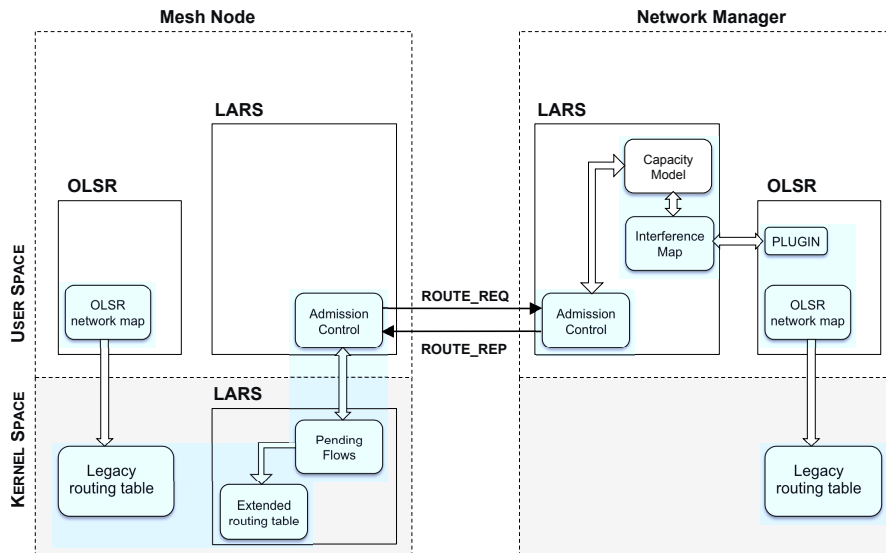 Mesh Node
Network Manager
LARS
LARS
Capacity
Model
OLSR
OLSR
Interference
Map
PLUGIN
USER SPACE
OLSR
network map
Admission
Control
ROUTE_REQ
ROUTE_REP
Admission
Control
OLSR
network map
LARS
KERNEL SPACE
Pending
Flows
Legacy
routing table
Extended
routing table
Legacy
routing table